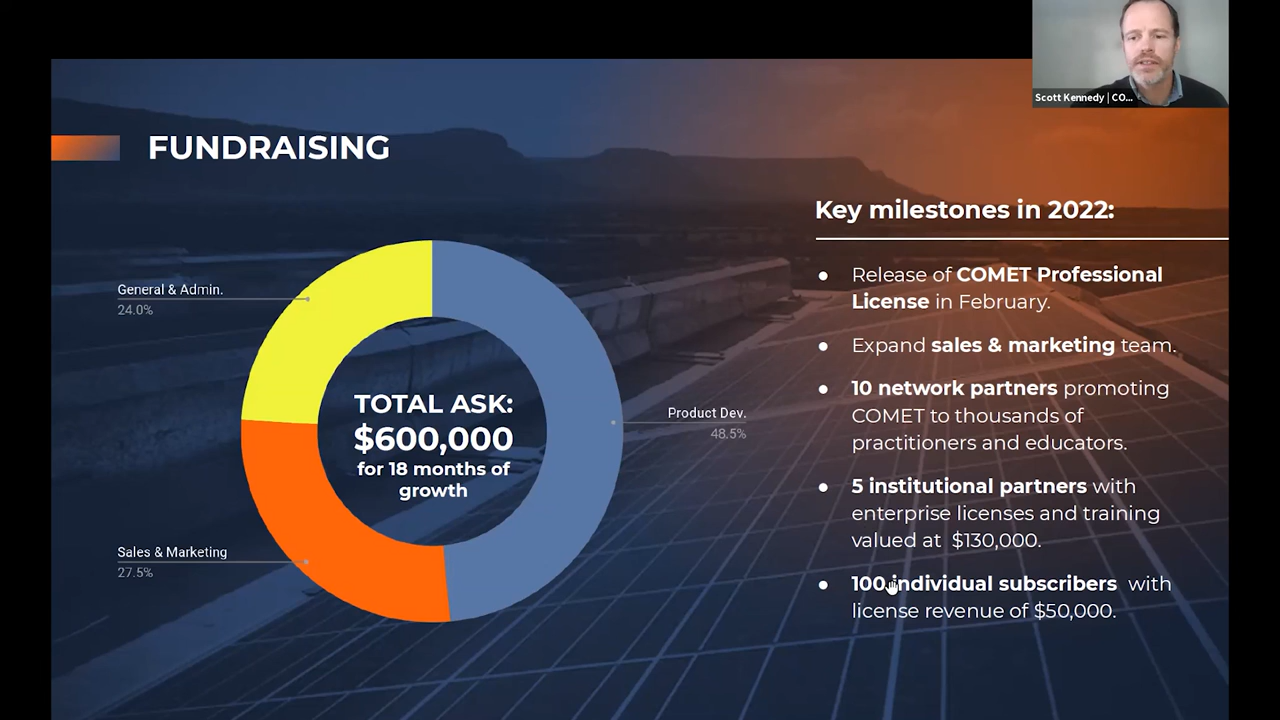 Scott Kennedy | CO...
FUNDRAISING
General & Admin.
24.0%
Sales & Marketing
27.5%
TOTAL ASK:
$600,000
for 18 months of
growth
Product Dev.
48.5%
Key milestones in 2022:
● Release of COMET Professional
License in February.
● Expand sales & marketing team.
● 10 network partners promoting
COMET to thousands of
practitioners and educators.
● 5 institutional partners with
enterprise licenses and training
valued at $130,000.
● 100 individual subscribers with
license revenue of $50,000.